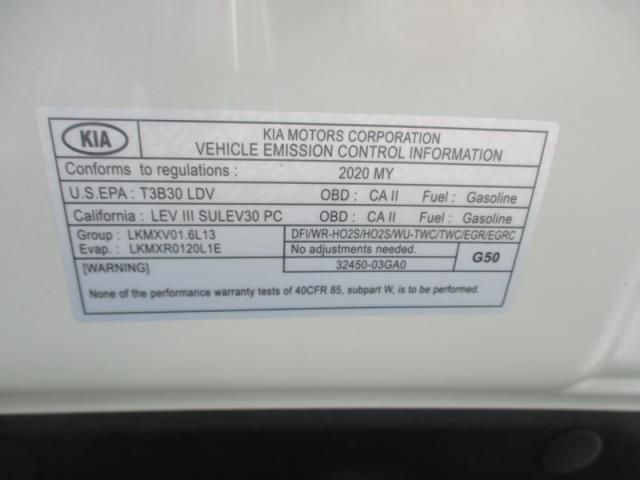 KIA
KIA MOTORS CORPORATION
VEHICLE EMISSION CONTROL INFORMATION
Conforms to regulations : 2020 MY
U.S.EPA : T3B30 LDV OBD : CA II Fuel : Gasoline
California : LEV III SULEV30 PC OBD : CA II Fuel : Gasoline
Group : LKMXV01.6L13 DFI/WR-HO2S/HO2S/WU-TWC/TWC/EGR/EGRC
Evap. : LKMXR0120L1E No adjustments needed. G50
[WARNING] 32450-03GA0
None of the performance warranty tests of 40CFR 85, subpart W, is to be performed.